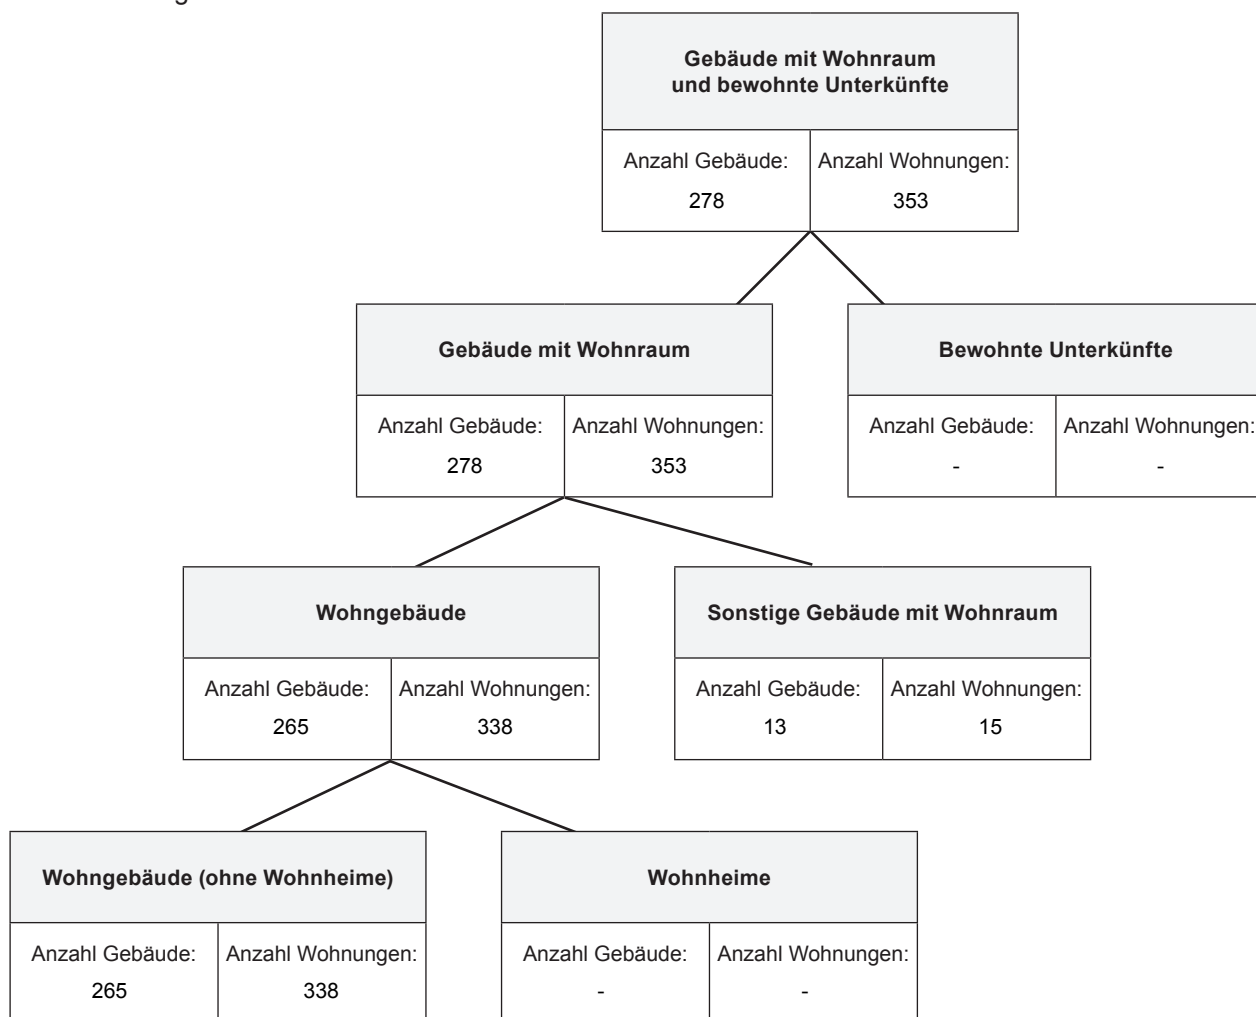 Gebäude mit Wohnraum
und bewohnte Unterkünfte
Anzahl Gebäude: Anzahl Wohnungen:
278 353
Gebäude mit Wohnraum
Anzahl Gebäude: Anzahl Wohnungen:
278 353
Bewohnte Unterkünfte
Anzahl Gebäude: Anzahl Wohnungen:
- -
Wohngebäude
Anzahl Gebäude: Anzahl Wohnungen:
265 338
Sonstige Gebäude mit Wohnraum
Anzahl Gebäude: Anzahl Wohnungen:
13 15
Wohngebäude (ohne Wohnheime)
Anzahl Gebäude: Anzahl Wohnungen:
265 338
Wohnheime
Anzahl Gebäude: Anzahl Wohnungen:
- -